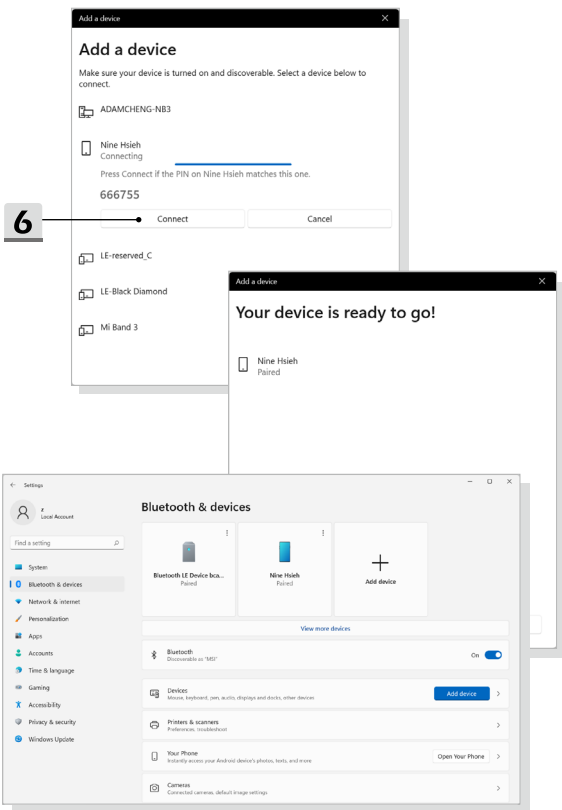 Add a device
Add a device
Make sure your device is turned on and discoverable. Select a device below to
connect.
ADAMCHENG-NB3
Nine Hsieh
Connecting
Press Connect if the PIN on Nine Hsieh matches this one.
666755
6
Connect
Cancel
LE-reserved_C
LE-Black Diamond
Mi Band 3
Add a device
Your device is ready to go!
Nine Hsieh
Paired
Settings
Local Account
Find a setting
System
Bluetooth & devices
Network & internet
Personalization
Apps
Accounts
Time & language
Gaming
Accessibility
Privacy & security
Windows Update
Bluetooth & devices
Bluetooth LE Device bca...
Paired
Nine Hsieh
Paired
Add device
View more devices
Bluetooth
Discoverable as "MSI"
On
Devices
Mouse, keyboard, pen, audio, displays and docks, other devices
Add device
Printers & scanners
Preferences, troubleshoot
Your Phone
Instantly access your Android device's photos, texts, and more
Open Your Phone
Cameras
Connected cameras, default image settings